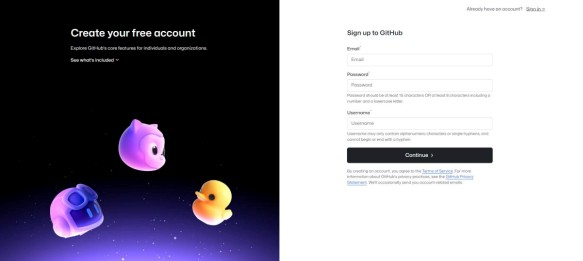 Already have an account? Sign in >
Create your free account
Explore GitHub's core features for individuals and organizations.
See what's included
Sign up to GitHub
Email*
Email
Password*
Password
Password should be at least 15 characters OR at least 8 characters including a
number and a lowercase letter.
Username*
Username
Username may only contain alphanumeric characters or single hyphens, and
cannot begin or end with a hyphen.
Continue >
By creating an account, you agree to the Terms of Service. For more
information about GitHub's privacy practices, see the GitHub Privacy
Statement. We'll occasionally send you account-related emails.